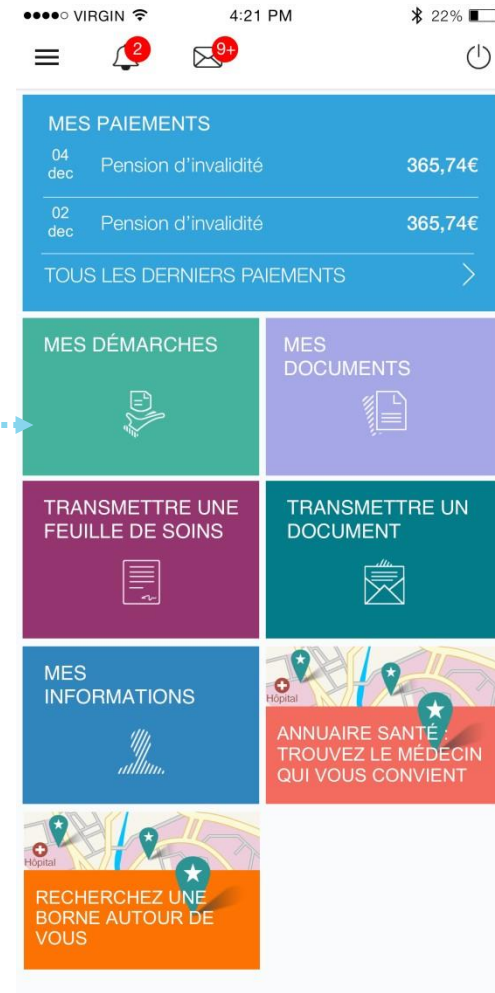 VIRGIN 4:21 PM 22%
2 9+
MES PAIEMENTS
04 dec Pension d'invalidité 365,74€
02 dec Pension d'invalidité 365,74€
TOUS LES DERNIERS PAIEMENTS
MES DÉMARCHES
MES
DOCUMENTS
TRANSMETTRE UNE
FEUILLE DE SOINS
TRANSMETTRE UN
DOCUMENT
MES
INFORMATIONS
Hôpital
ANNUAIRE SANTÉ :
TROUVEZ LE MÉDECIN
QUI VOUS CONVIENT
Hôpital
RECHERCHEZ UNE
BORNE AUTOUR DE
VOUS